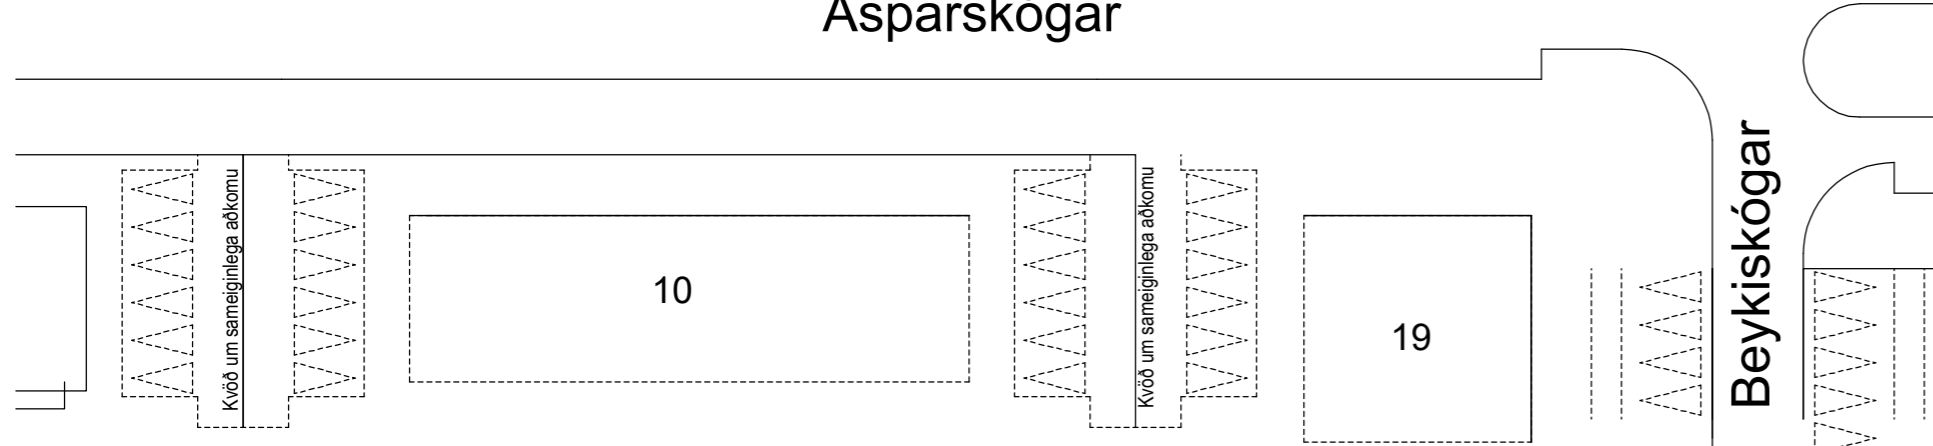 Asparskógar
Kvöð um sameiginlega aðkomu
10
Kvöð um sameiginlega aðkomu
19
Beykiskógar